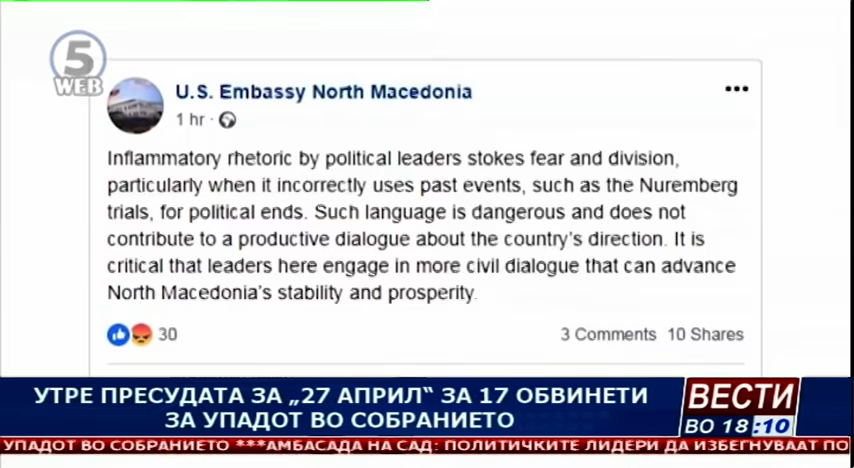 5
WEB
U.S. Embassy North Macedonia
1 hr ·
Inflammatory rhetoric by political leaders stokes fear and division,
particularly when it incorrectly uses past events, such as the Nuremberg
trials, for political ends. Such language is dangerous and does not
contribute to a productive dialogue about the country's direction. It is
critical that leaders here engage in more civil dialogue that can advance
North Macedonia's stability and prosperity.
30
3 Comments 10 Shares
УТРЕ ПРЕСУДАТА ЗА „27 АПРИЛ“ ЗА 17 ОБВИНЕТИ
ЗА УПАДОТ ВО СОБРАНИЕТО
ВЕСТИ
ВО 18:10
УПАДОТ ВО СОБРАНИЕТО ***АМБАСАДА НА САД: ПОЛИТИЧКИТЕ ЛИДЕРИ ДА ИЗБЕГНУВААТ ПО